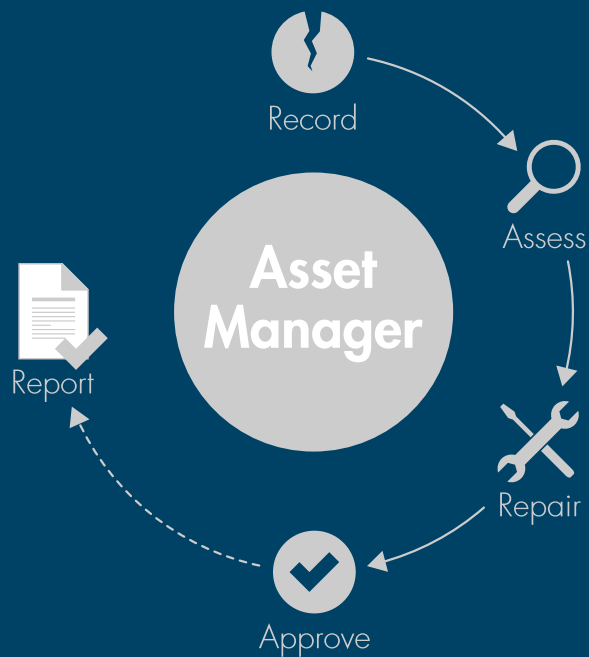 Record
Assess
Asset
Manager
Report
Repair
Approve